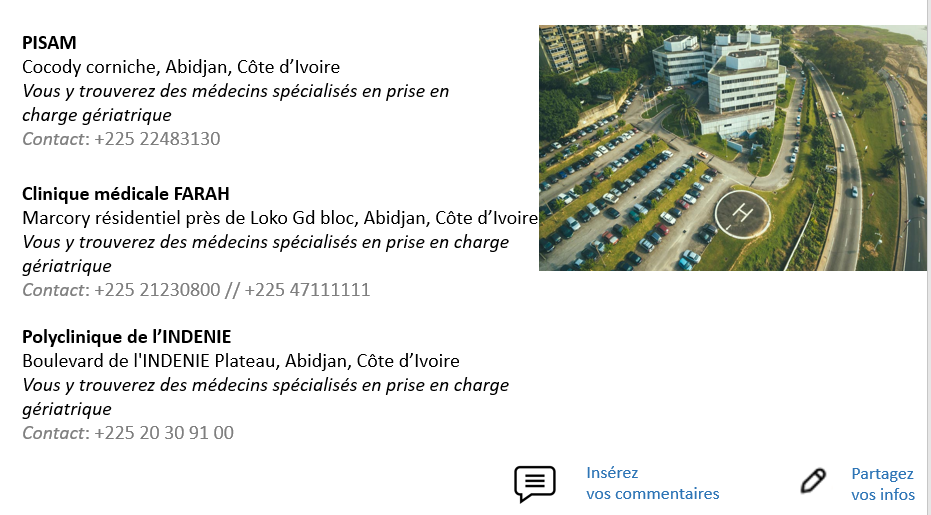 PISAM
Cocody corniche, Abidjan, Côte d’Ivoire
Vous y trouverez des médecins spécialisés en prise en
charge gériatrique
Contact: +225 22483130
Clinique médicale FARAH
Marcory résidentiel près de Loko Gd bloc, Abidjan, Côte d’Ivoire
Vous y trouverez des médecins spécialisés en prise en charge
gériatrique
Contact: +225 21230800 // +225 47111111
Polyclinique de l’INDENIE
Boulevard de l'INDENIE Plateau, Abidjan, Côte d’Ivoire
Vous y trouverez des médecins spécialisés en prise en charge
gériatrique
Contact: +225 20 30 91 00
H
Insérez
vos commentaires
Partagez
vos infos